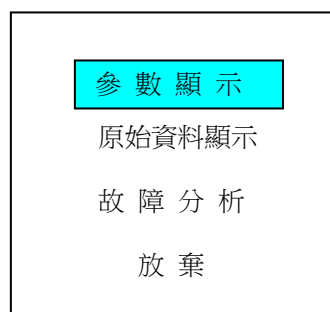 參 數 顯 示
原始資料顯示
故 障 分 析
放 棄